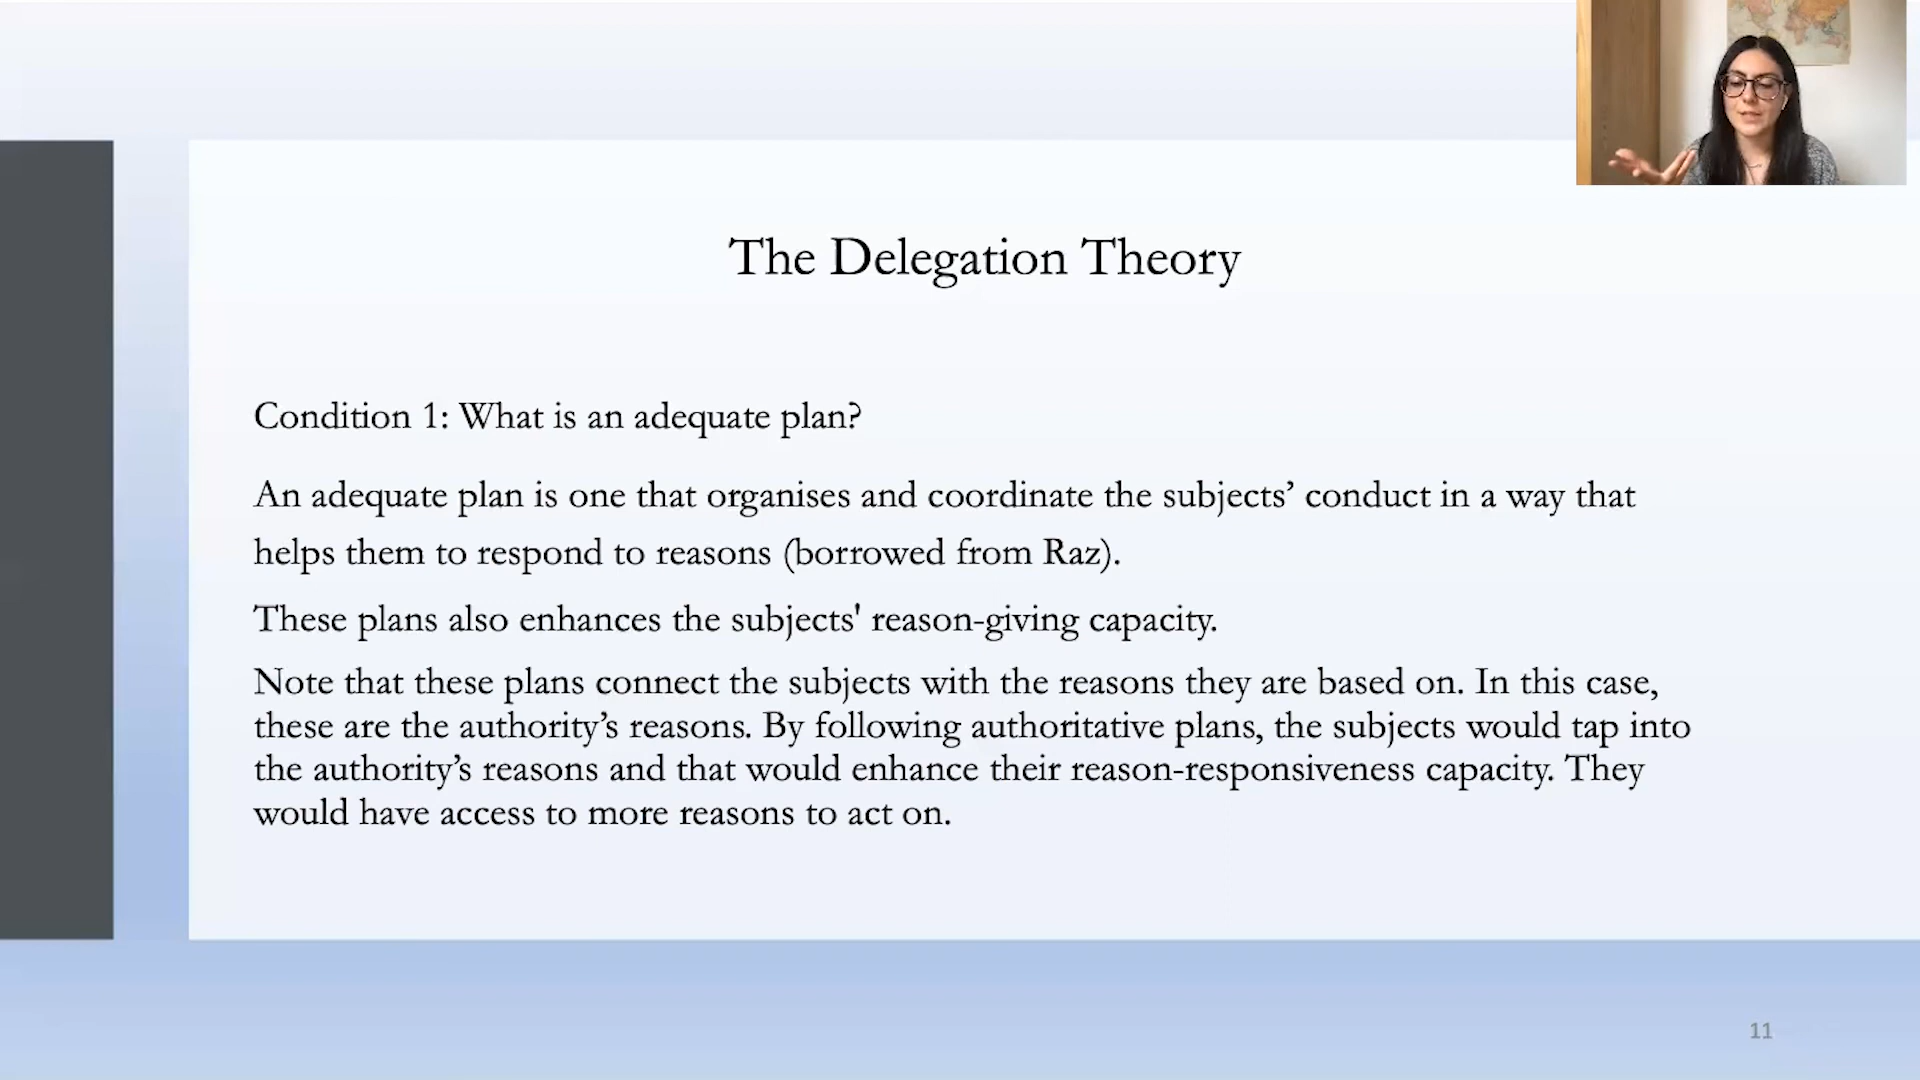 The Delegation Theory
Condition 1: What is an adequate plan?
An adequate plan is one that organises and coordinate the subjects’ conduct in a way that
helps them to respond to reasons (borrowed from Raz).
These plans also enhances the subjects' reason-giving capacity.
Note that these plans connect the subjects with the reasons they are based on. In this case,
these are the authority’s reasons. By following authoritative plans, the subjects would tap into
the authority’s reasons and that would enhance their reason-responsiveness capacity. They
would have access to more reasons to act on.
11